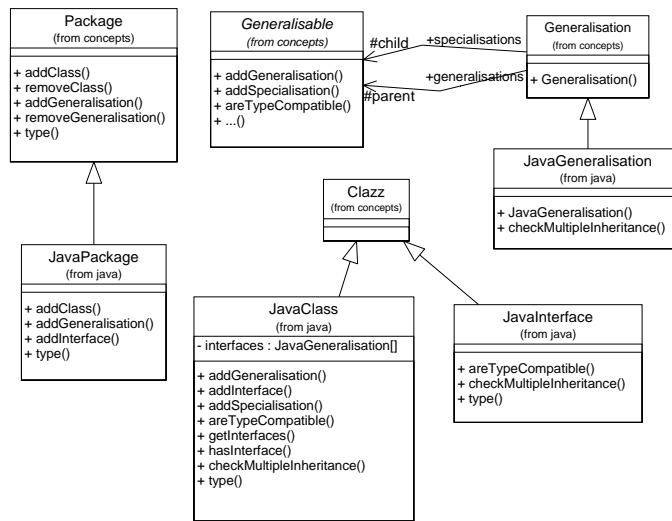 Package
(from concepts)
+ addClass()
+ removeClass()
+ addGeneralisation()
+ removeGeneralisation()
+ type()
Generalisable
(from concepts)
+ addGeneralisation()
+ addSpecialisation()
+ areTypeCompatible()
+ ...()
#child
+specialisations
+generalisations
#parent
Generalisation
(from concepts)
+ Generalisation()
JavaGeneralisation
(from java)
+ JavaGeneralisation()
+ checkMultipleInheritance()
Clazz
(from concepts)
JavaPackage
(from java)
+ addClass()
+ addGeneralisation()
+ addInterface()
+ type()
JavaClass
(from java)
- interfaces : JavaGeneralisation[]
+ addGeneralisation()
+ addInterface()
+ addSpecialisation()
+ areTypeCompatible()
+ getInterfaces()
+ hasInterface()
+ checkMultipleInheritance()
+ type()
JavaInterface
(from java)
+ areTypeCompatible()
+ checkMultipleInheritance()
+ type()